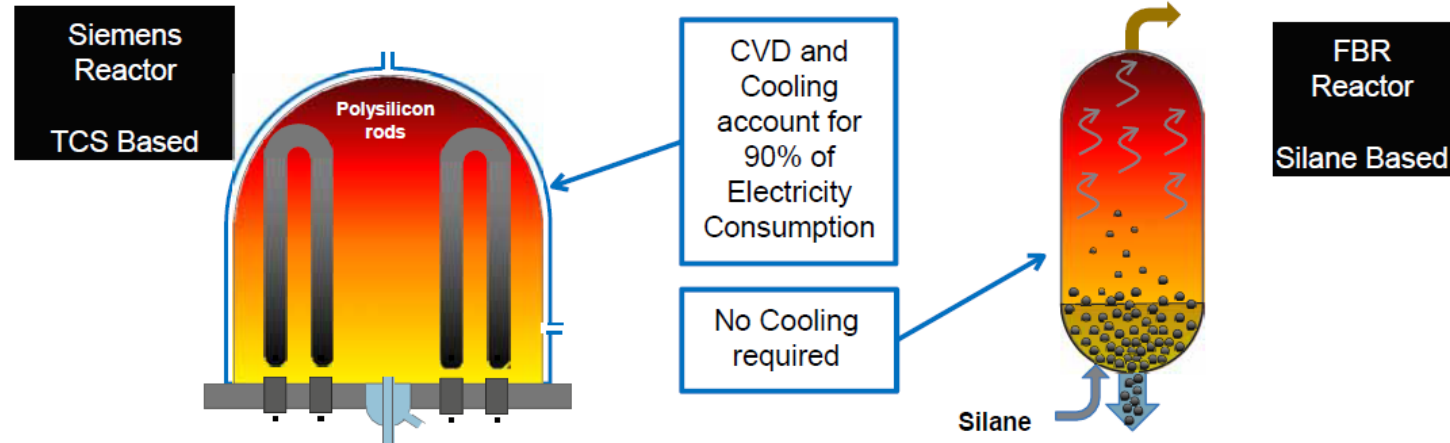 Siemens
Reactor
TCS Based
Polysilicon
rods
CVD and
Cooling
account for
90% of
Electricity
Consumption
No Cooling
required
Silane
FBR
Reactor
Silane Based